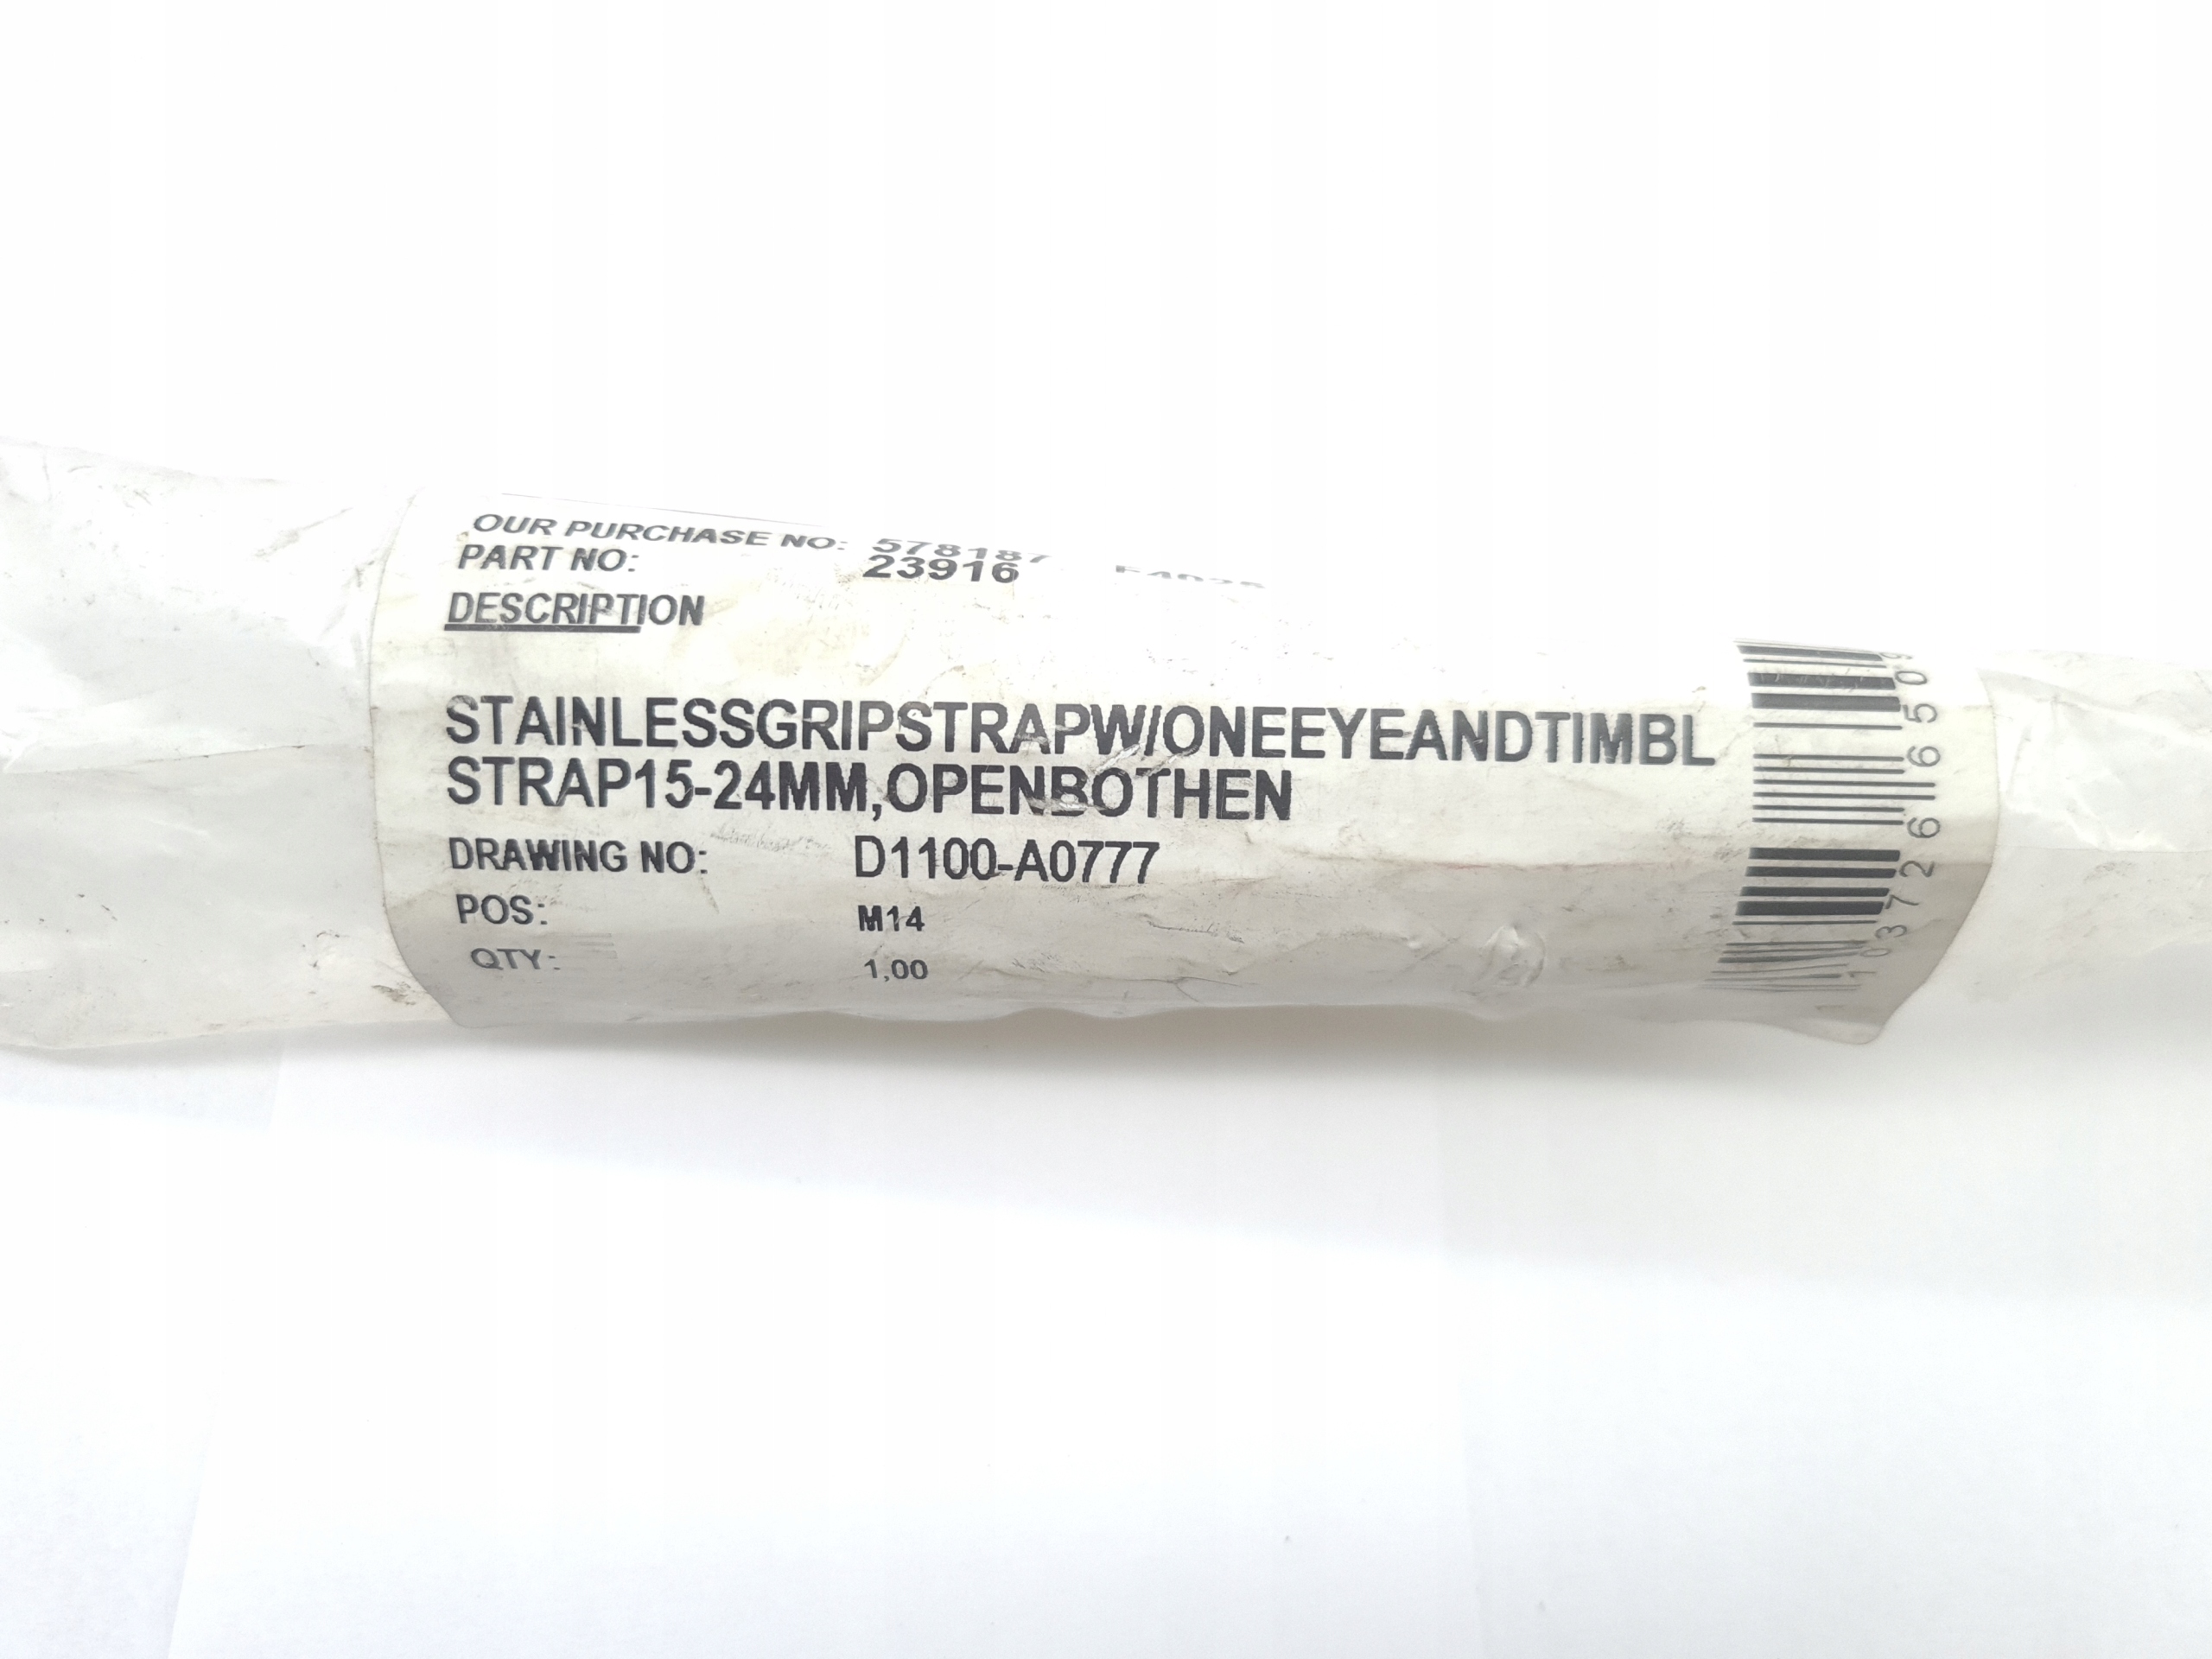 OUR PURCHASE NO: 578187
PART NO: 23916
DESCRIPTION
STAINLESSGRIPSTRAPW/ONEEYEANDTIMBL
STRAP15-24MM,OPENBOTHEN
DRAWING NO: D1100-A0777
POS: M14
QTY: 1,00